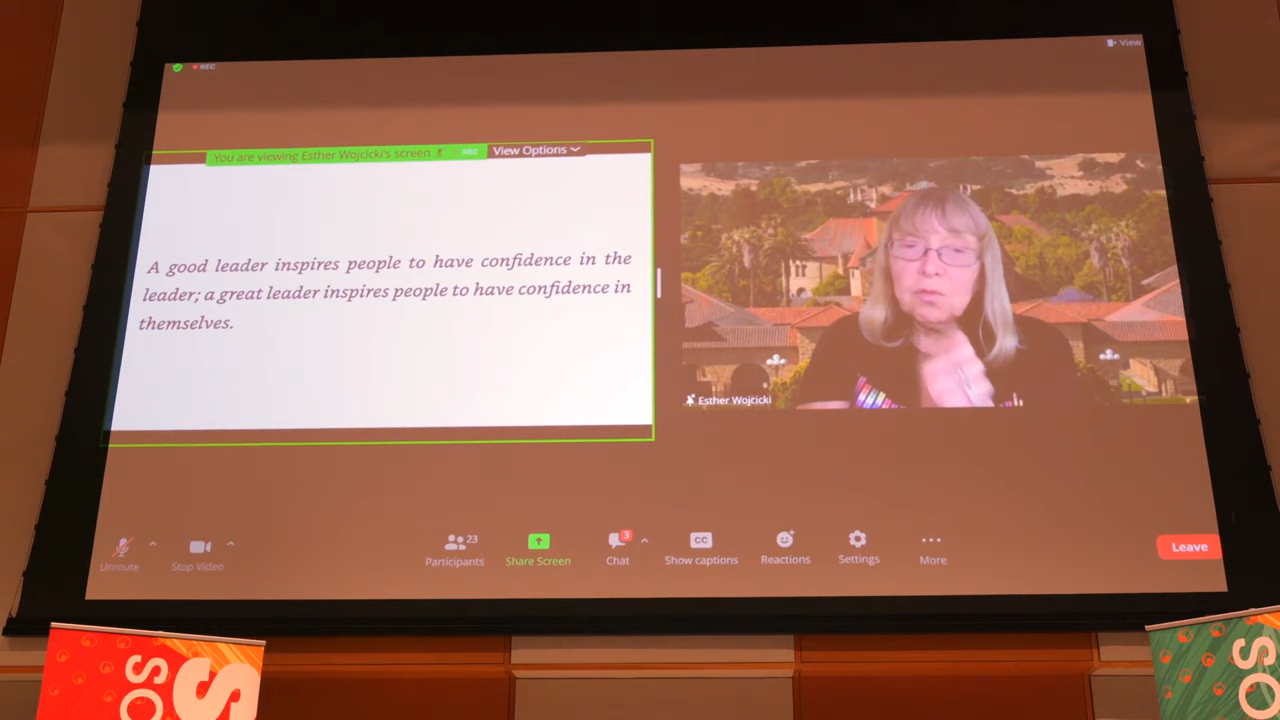 REC
View
You are viewing Esther Wojcicki's screen
REC
View Options
A good leader inspires people to have confidence in the
leader; a great leader inspires people to have confidence in
themselves.
Esther Wojcicki
Unmute
Stop Video
23
Participants
Share Screen
3
Chat
CC
Show captions
Reactions
Settings
More
Leave
SO
S
SO